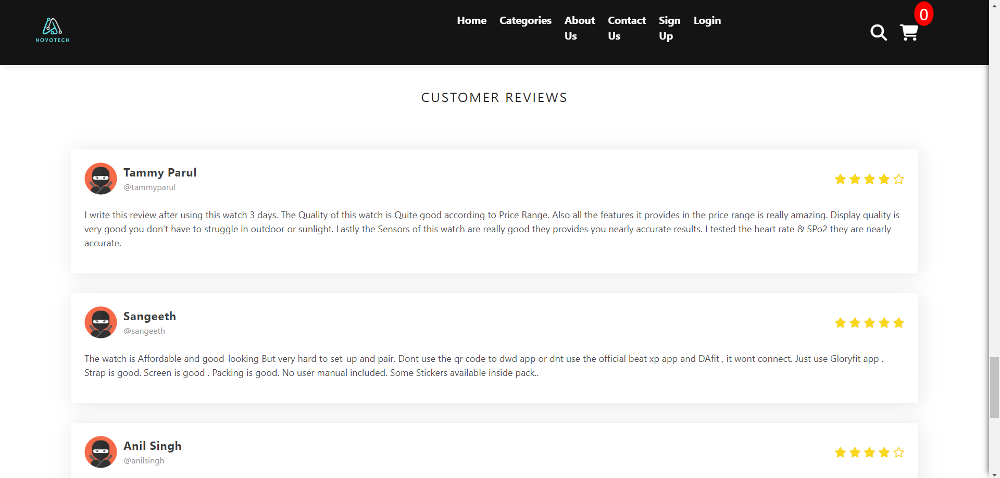 NOVOTECH
Home Categories About Us Contact Us Sign Up Login
0
CUSTOMER REVIEWS
Tammy Parul
@tammyparul
I write this review after using this watch 3 days. The Quality of this watch is Quite good according to Price Range. Also all the features it provides in the price range is really amazing. Display quality is
very good you don't have to struggle in outdoor or sunlight. Lastly the Sensors of this watch are really good they provides you nearly accurate results. I tested the heart rate & SPo2 they are nearly
accurate.
Sangeeth
@sangeeth
The watch is Affordable and good-looking But very hard to set-up and pair. Dont use the qr code to dwd app or dnt use the official beat xp app and DAfit , it wont connect. Just use Gloryfit app .
Strap is good. Screen is good . Packing is good. No user manual included. Some Stickers available inside pack..
Anil Singh
@anilsingh